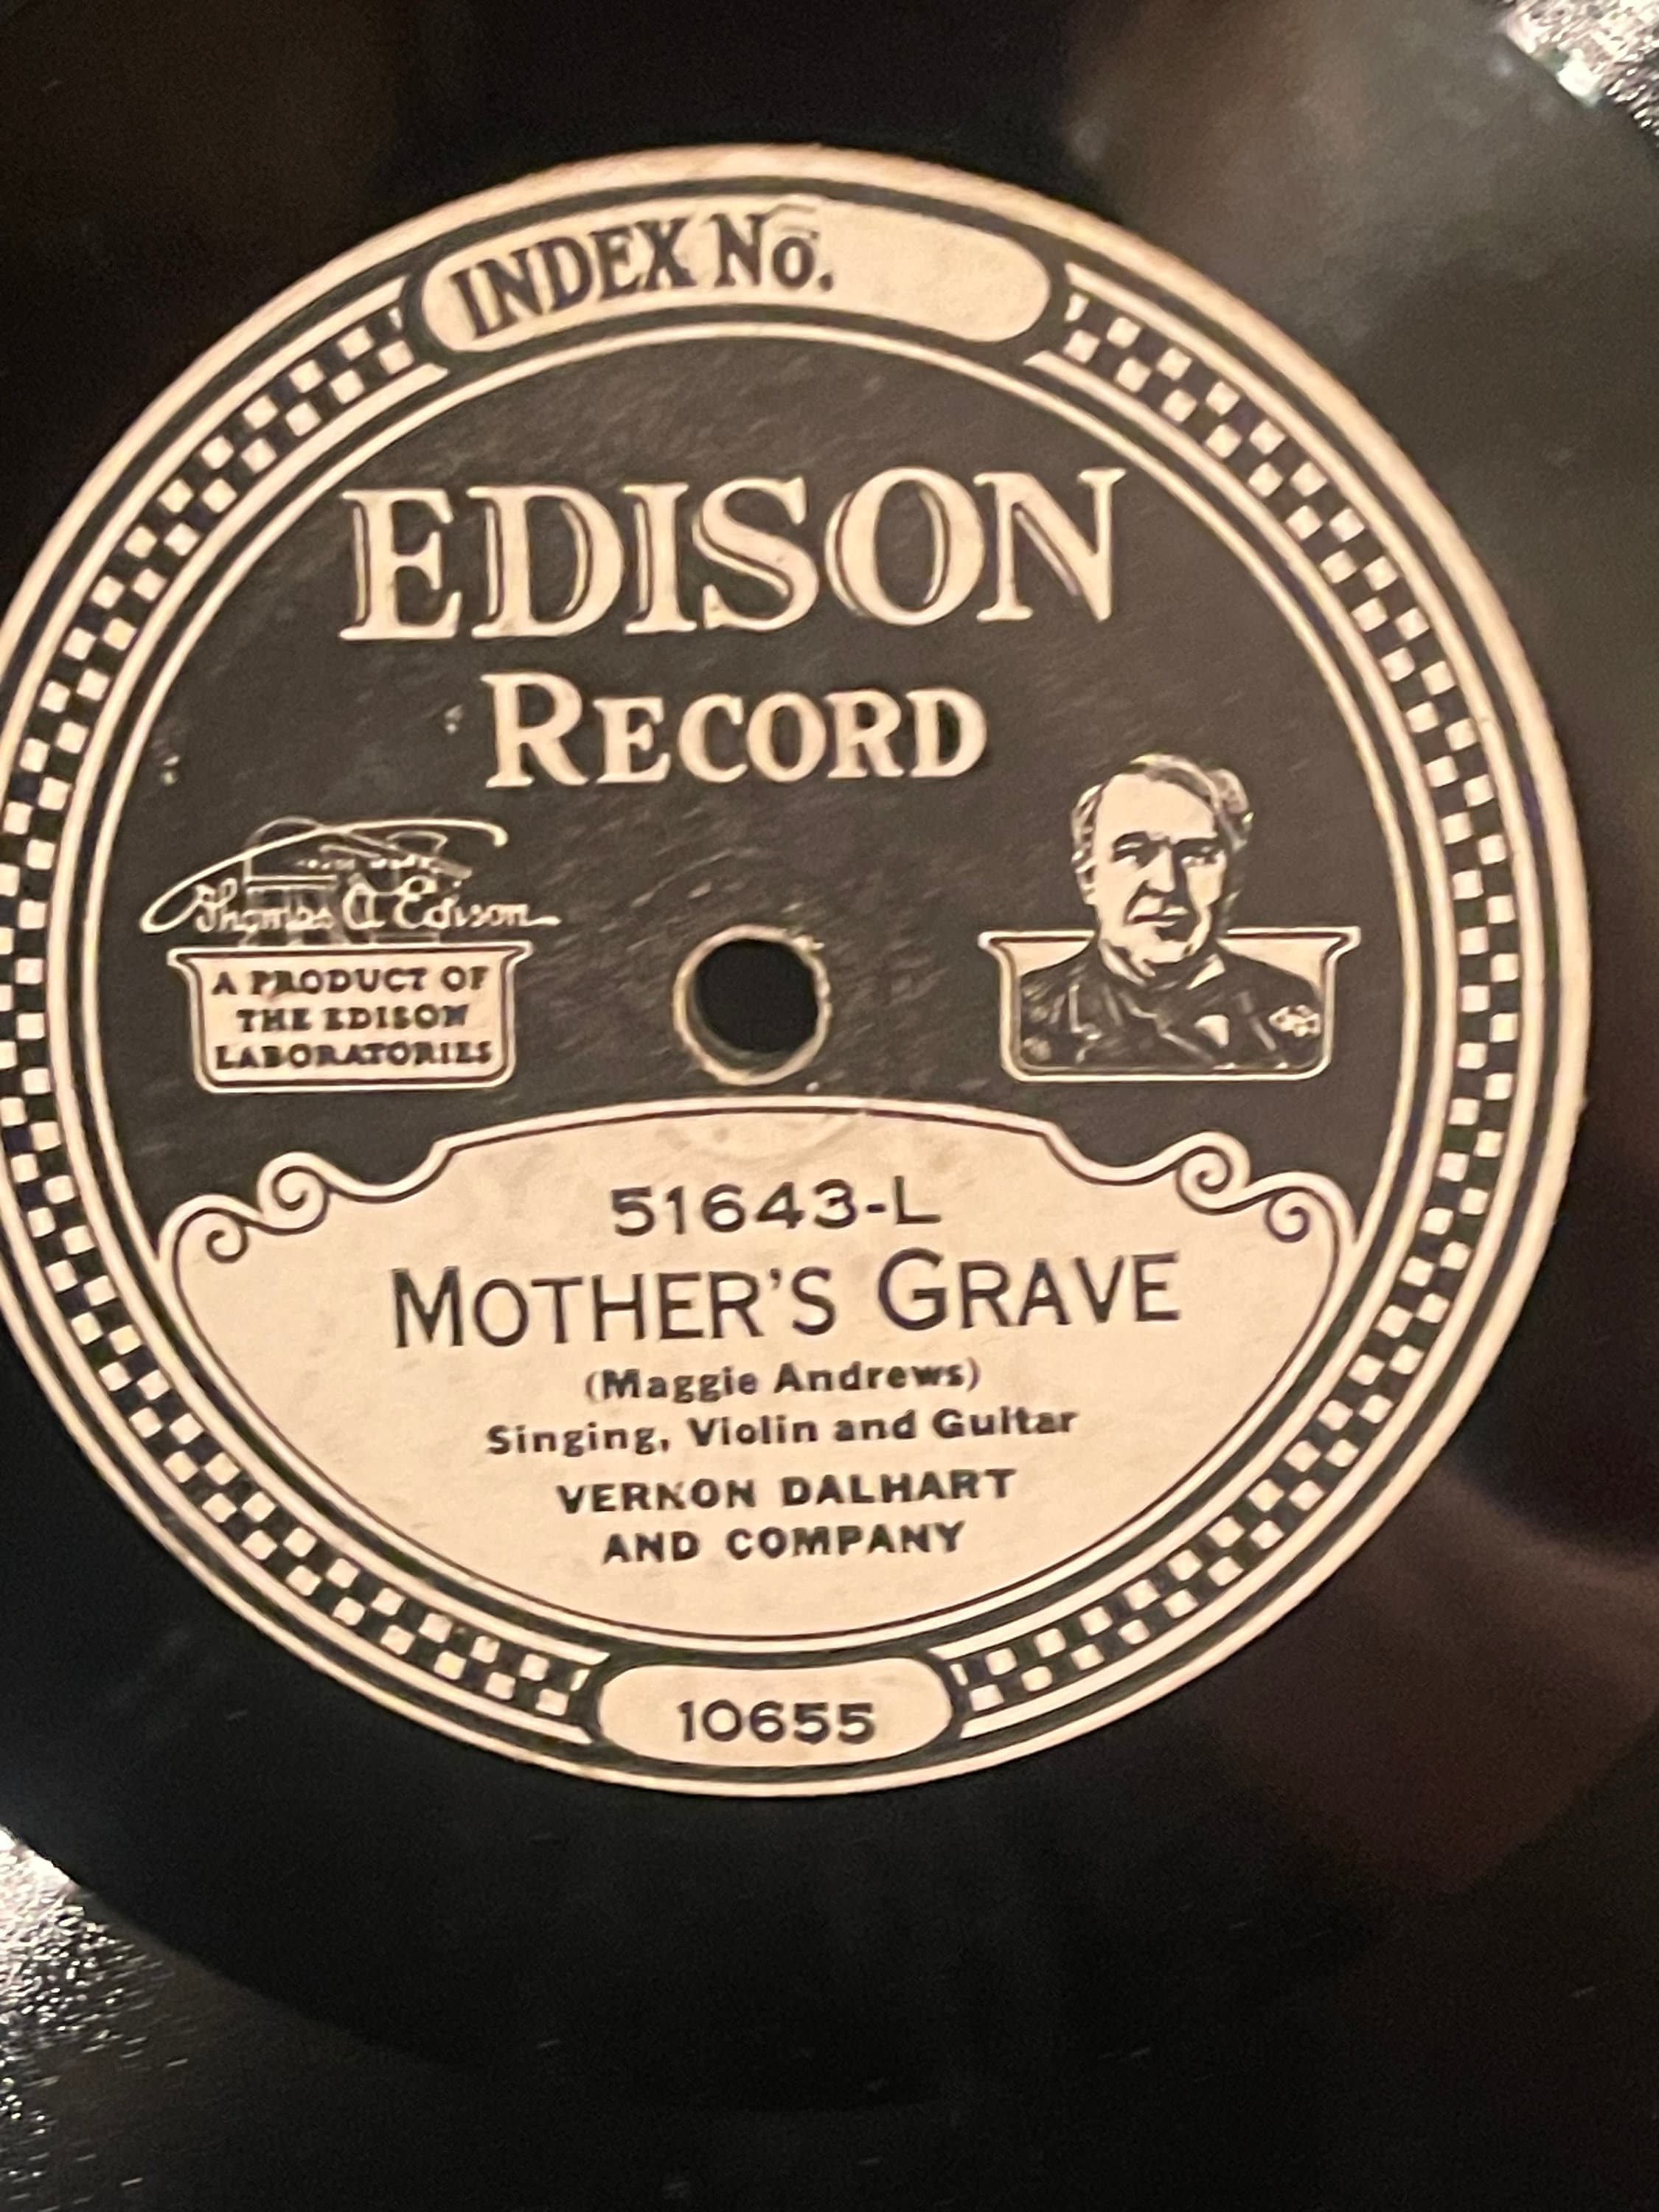 INDEX No.
EDISON
RECORD
Thomas A Edison
A PRODUCT OF
THE EDISON
LABORATORIES
51643-L
MOTHER'S GRAVE
(Maggie Andrews)
Singing, Violin and Guitar
VERNON DALHART
AND COMPANY
10655